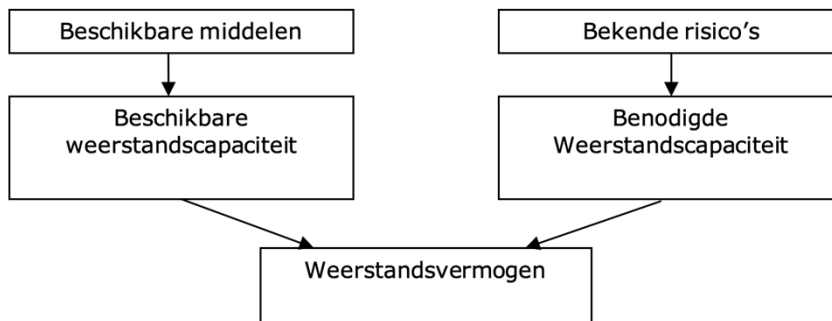 Beschikbare middelen
Bekende risico's
Beschikbare
weerstandscapaciteit
Benodigde
Weerstandscapaciteit
Weerstandsvermogen